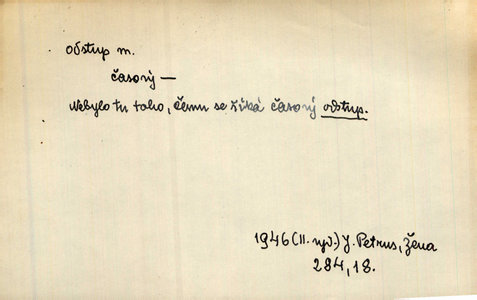 odstup m.
časový —
Nebylo tu toho, čemu se říká časový odstup.
1946 (II. vyd.) J. Petrus, Žena
284, 18.